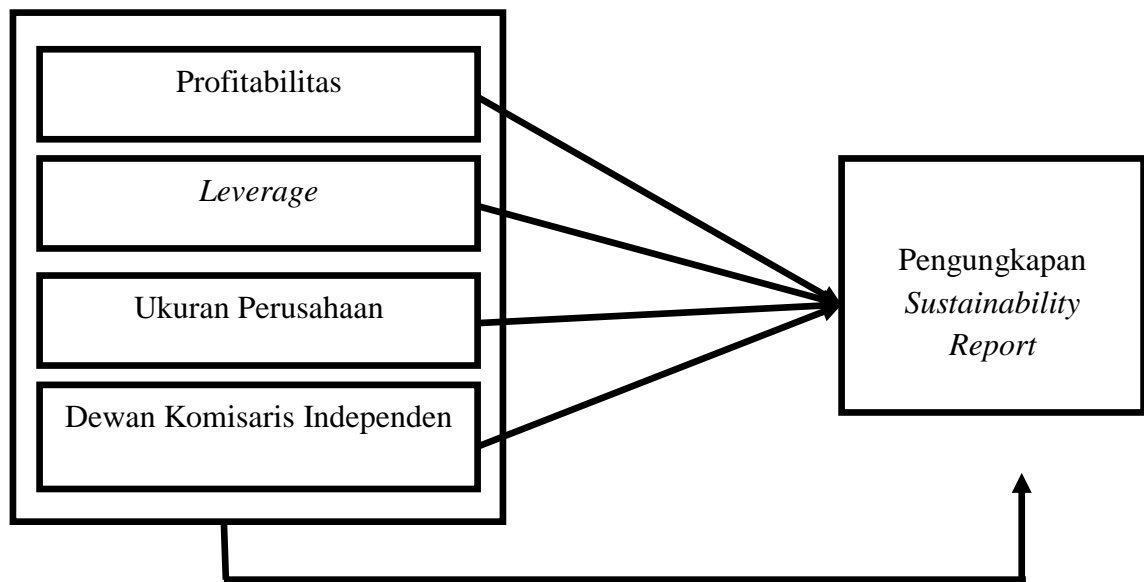 Profitabilitas
Leverage
Ukuran Perusahaan
Dewan Komisaris Independen
Pengungkapan
Sustainability
Report